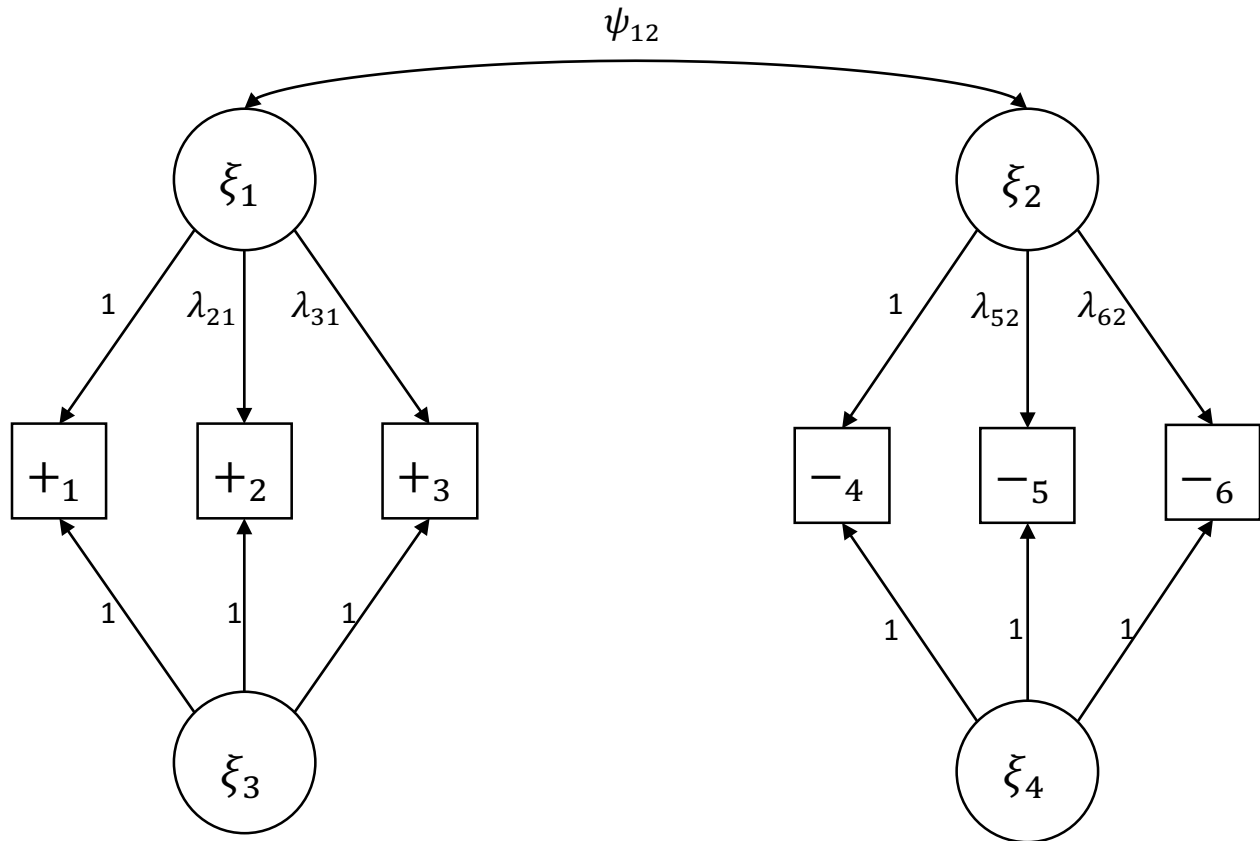 ψ₁₂
ξ₁ ξ₂
1 λ₂₁ λ₃₁ 1 λ₅₂ λ₆₂
+₁ +₂ +₃ −₄ −₅ −₆
1 1 1 1 1 1
ξ₃ ξ₄